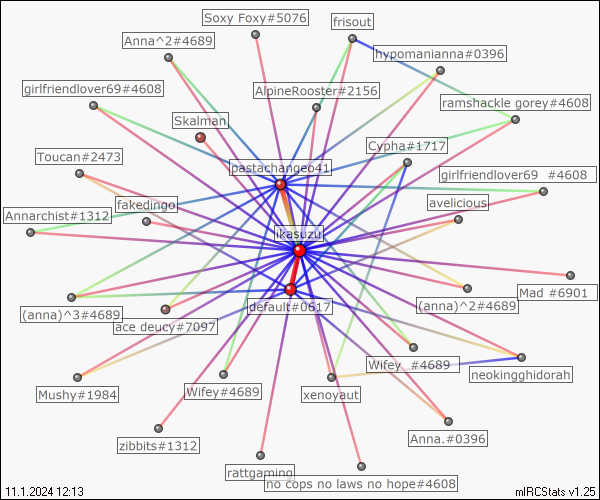 Soxy Foxy#5076
frisout
Anna^2#4689
hypomanianna#0396
girlfriendlover69#4608
AlpineRooster#2156
ramshackle gorey#4608
Skalman
Cypha#1717
Toucan#2473
pastachangeo41
girlfriendlover69_#4608
fakedingo
avelicious
Annarchist#1312
ikasuzu
Mad_#6901
(anna)^3#4689
default#0617
(anna)^2#4689
ace deucy#7097
Wifey_#4689
neokingghidorah
Mushy#1984
Wifey#4689
xenoyaut
Anna.#0396
zibbits#1312
rattgaming
no cops no laws no hope#4608
11.1.2024 12:13
mIRCStats v1.25